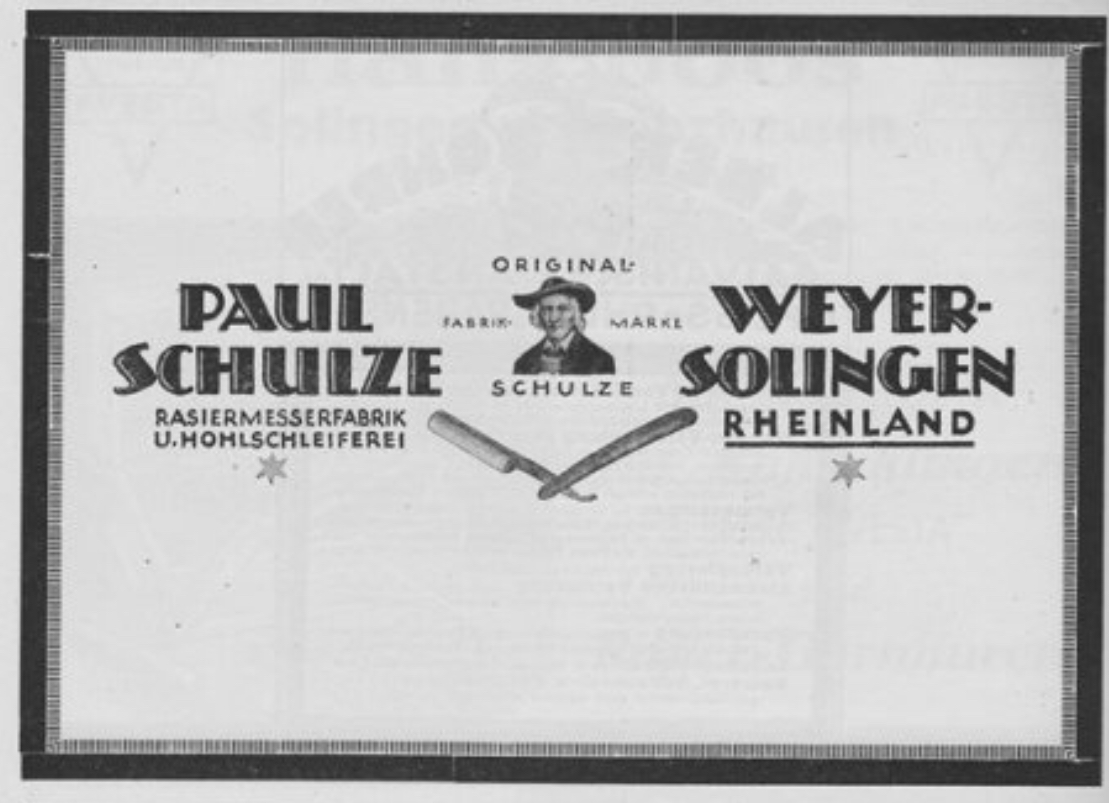 PAUL
SCHULZE
RASIERMESSERFABRIK
U. HOHLSCHLEIFEREI
ORIGINAL-
FABRIK- MARKE
SCHULZE
WEYER-
SOLINGEN
RHEINLAND